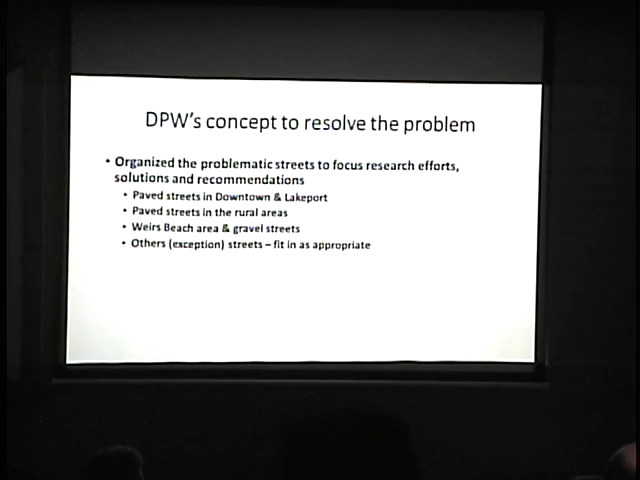 DPW's concept to resolve the problem
• Organized the problematic streets to focus research efforts,
solutions and recommendations
• Paved streets in Downtown & Lakeport
• Paved streets in the rural areas
• Weirs Beach area & gravel streets
• Others (exception) streets – fit in as appropriate